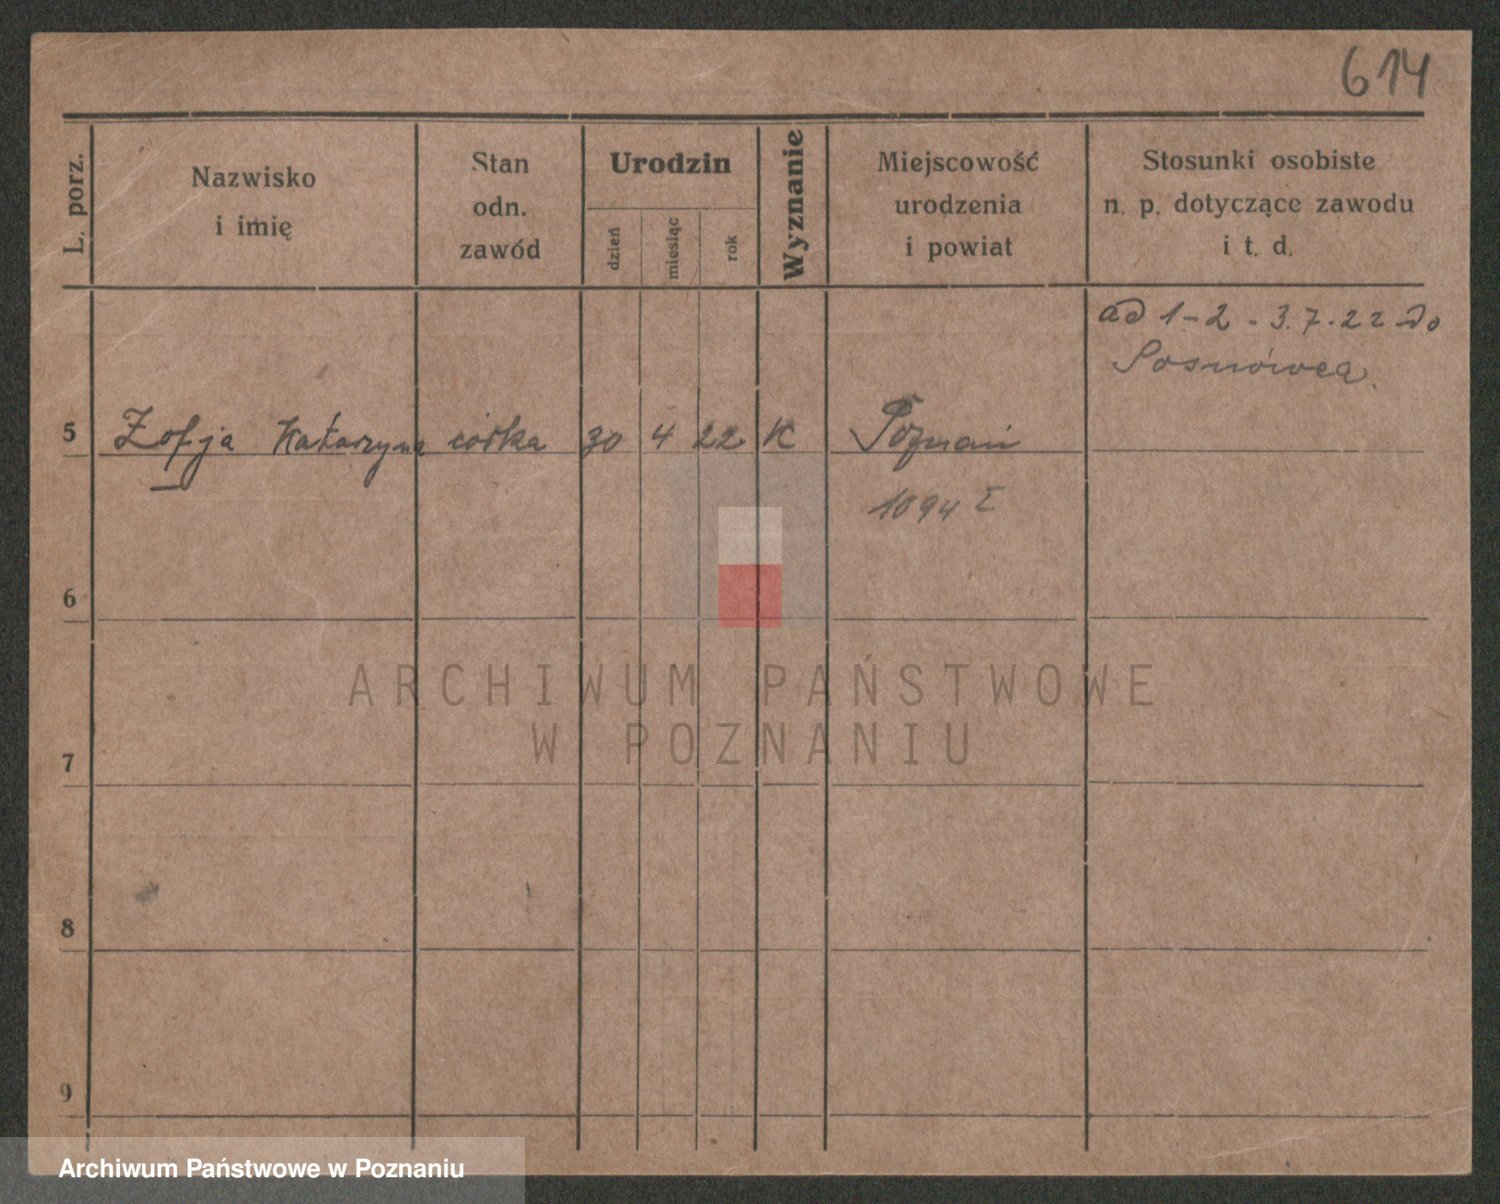 614
L. porz.
Nazwisko
i imię
Stan
odn.
zawód
Urodzin
dzień
miesiąc
rok
Wyznanie
Miejscowość
urodzenia
i powiat
Stosunki osobiste
n. p. dotyczące zawodu
i t. d.
ad 1-2 - 3.7.22 do
Sosnowca.
5 Zofja Katarzyna córka 30 4 22 K Poznań
1094 I
6
7
8
9
ARCHIWUM PAŃSTWOWE
W POZNANIU
Archiwum Państwowe w Poznaniu